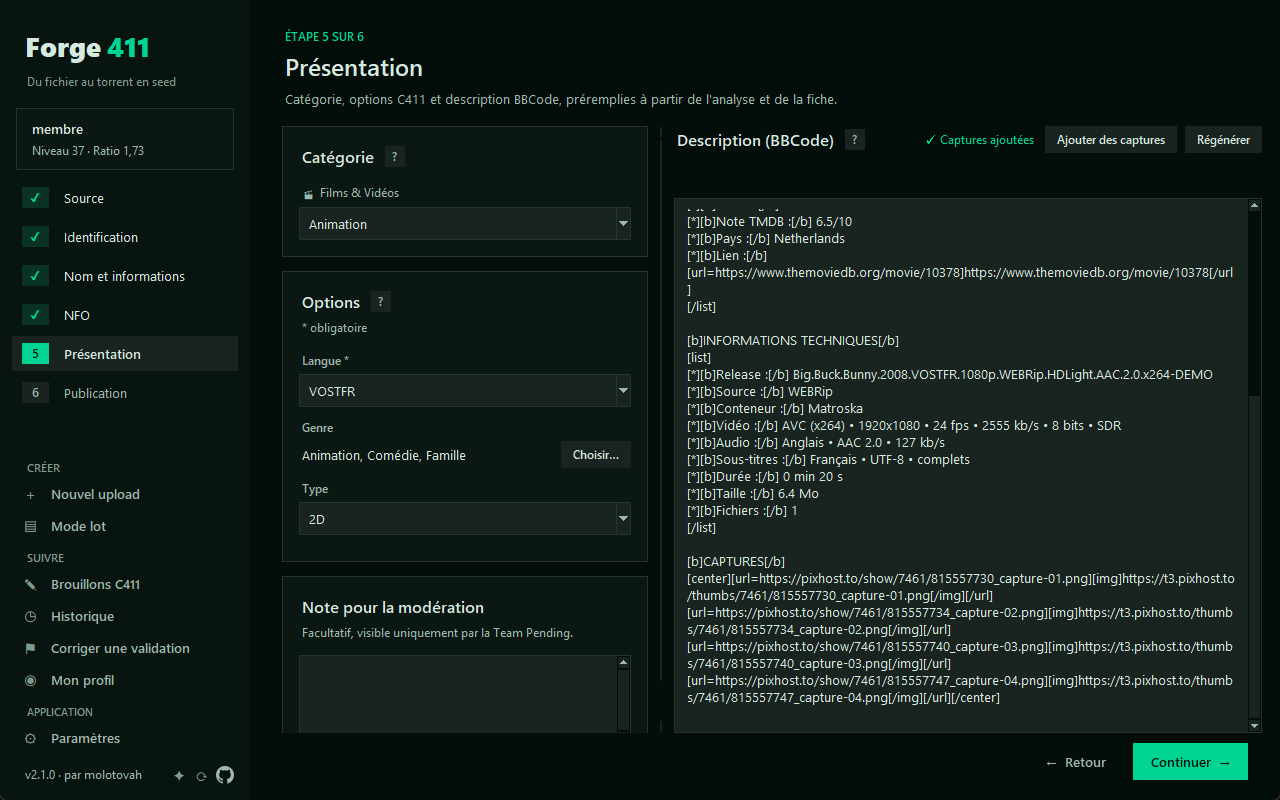 Forge 411
Du fichier au torrent en seed
membre
Niveau 37 · Ratio 1,73
✓ Source
✓ Identification
✓ Nom et informations
✓ NFO
5 Présentation
6 Publication
CRÉER
+ Nouvel upload
Mode lot
SUIVRE
Brouillons C411
Historique
Corriger une validation
Mon profil
APPLICATION
Paramètres
v2.1.0 · par molotovah
ÉTAPE 5 SUR 6
Présentation
Catégorie, options C411 et description BBCode, préremplies à partir de l'analyse et de la fiche.
Catégorie ?
Films & Vidéos
Animation
Options ?
* obligatoire
Langue *
VOSTFR
Genre
Animation, Comédie, Famille
Choisir...
Type
2D
Note pour la modération
Facultatif, visible uniquement par la Team Pending.
Description (BBCode) ?
✓ Captures ajoutées
Ajouter des captures
Régénérer
[*][b]Note TMDB :[/b] 6.5/10
[*][b]Pays :[/b] Netherlands
[*][b]Lien :[/b]
[url=https://www.themoviedb.org/movie/10378]https://www.themoviedb.org/movie/10378[/url
]
[/list]
[b]INFORMATIONS TECHNIQUES[/b]
[list]
[*][b]Release :[/b] Big.Buck.Bunny.2008.VOSTFR.1080p.WEBRip.HDLight.AAC.2.0.x264-DEMO
[*][b]Source :[/b] WEBRip
[*][b]Conteneur :[/b] Matroska
[*][b]Vidéo :[/b] AVC (x264) • 1920x1080 • 24 fps • 2555 kb/s • 8 bits • SDR
[*][b]Audio :[/b] Anglais • AAC 2.0 • 127 kb/s
[*][b]Sous-titres :[/b] Français • UTF-8 • complets
[*][b]Durée :[/b] 0 min 20 s
[*][b]Taille :[/b] 6.4 Mo
[*][b]Fichiers :[/b] 1
[/list]
[b]CAPTURES[/b]
[center][url=https://pixhost.to/show/7461/815557730_capture-01.png][img]https://t3.pixhost.to
/thumbs/7461/815557730_capture-01.png[/img][/url]
[url=https://pixhost.to/show/7461/815557734_capture-02.png][img]https://t3.pixhost.to/thumb
s/7461/815557734_capture-02.png[/img][/url]
[url=https://pixhost.to/show/7461/815557740_capture-03.png][img]https://t3.pixhost.to/thumb
s/7461/815557740_capture-03.png[/img][/url]
[url=https://pixhost.to/show/7461/815557747_capture-04.png][img]https://t3.pixhost.to/thumb
s/7461/815557747_capture-04.png[/img][/url][/center]
← Retour
Continuer →